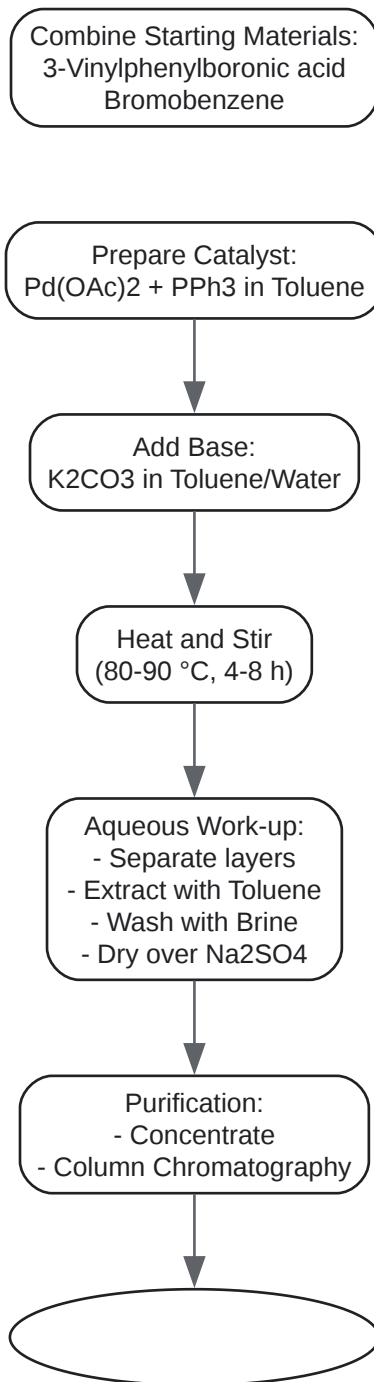 Combine Starting Materials:
3-Vinylphenylboronic acid
Bromobenzene
Prepare Catalyst:
Pd(OAc)2 + PPh3 in Toluene
Add Base:
K2CO3 in Toluene/Water
Heat and Stir
(80-90 °C, 4-8 h)
Aqueous Work-up:
- Separate layers
- Extract with Toluene
- Wash with Brine
- Dry over Na2SO4
Purification:
- Concentrate
- Column Chromatography